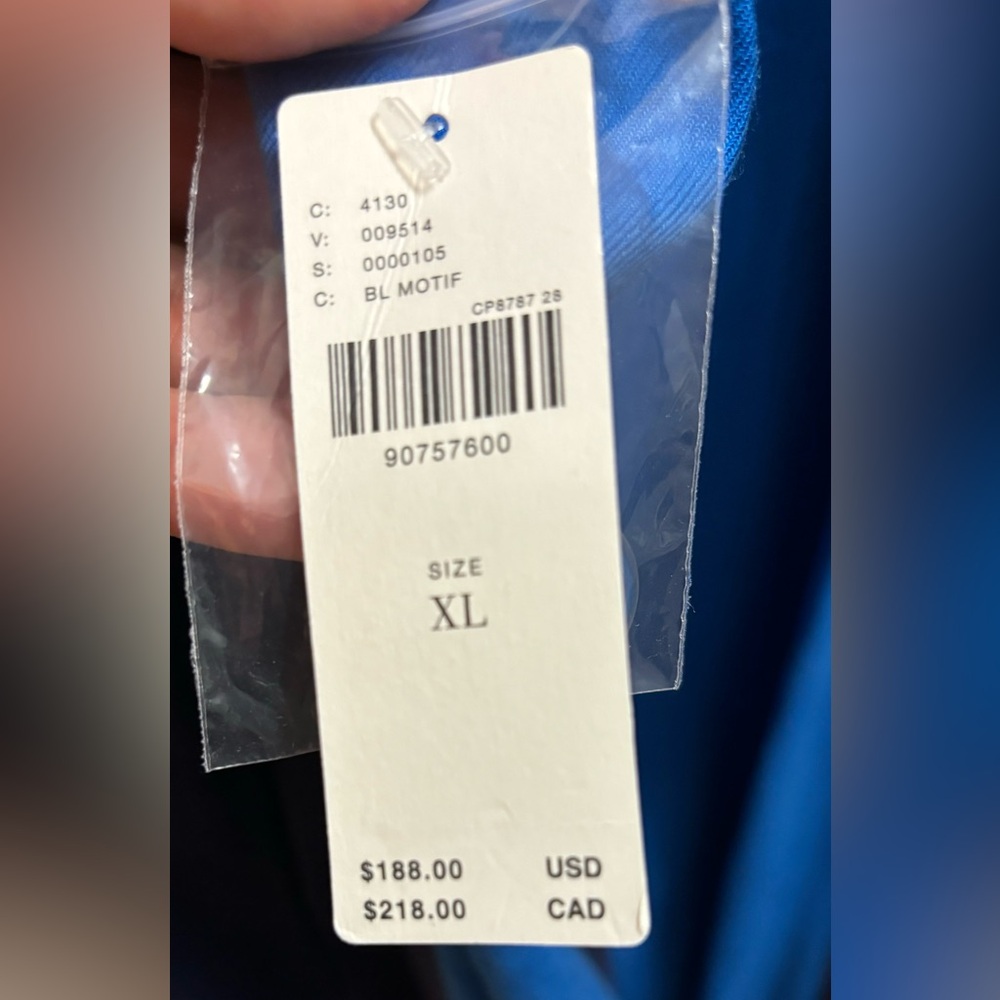 C: 4130
V: 009514
S: 0000105
C: BL MOTIF
CP8787 28
90757600
SIZE
XL
$188.00 USD
$218.00 CAD